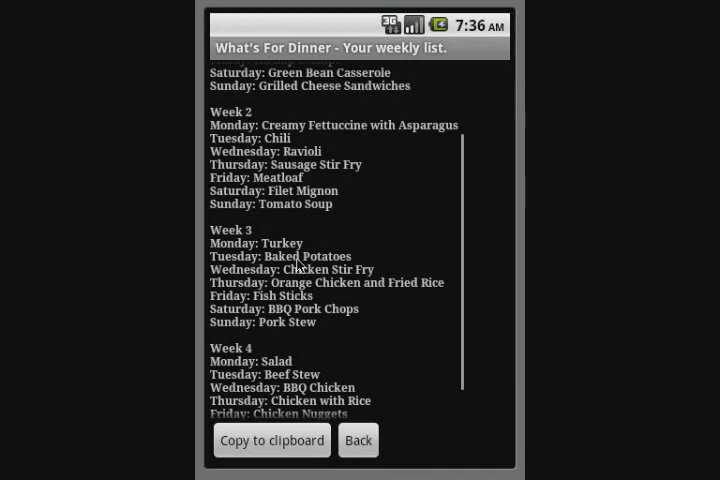 3G 7:36 AM
What's For Dinner - Your weekly list.
Saturday: Green Bean Casserole
Sunday: Grilled Cheese Sandwiches
Week 2
Monday: Creamy Fettuccine with Asparagus
Tuesday: Chili
Wednesday: Ravioli
Thursday: Sausage Stir Fry
Friday: Meatloaf
Saturday: Filet Mignon
Sunday: Tomato Soup
Week 3
Monday: Turkey
Tuesday: Baked Potatoes
Wednesday: Chicken Stir Fry
Thursday: Orange Chicken and Fried Rice
Friday: Fish Sticks
Saturday: BBQ Pork Chops
Sunday: Pork Stew
Week 4
Monday: Salad
Tuesday: Beef Stew
Wednesday: BBQ Chicken
Thursday: Chicken with Rice
Friday: Chicken Nuggets
Copy to clipboard Back